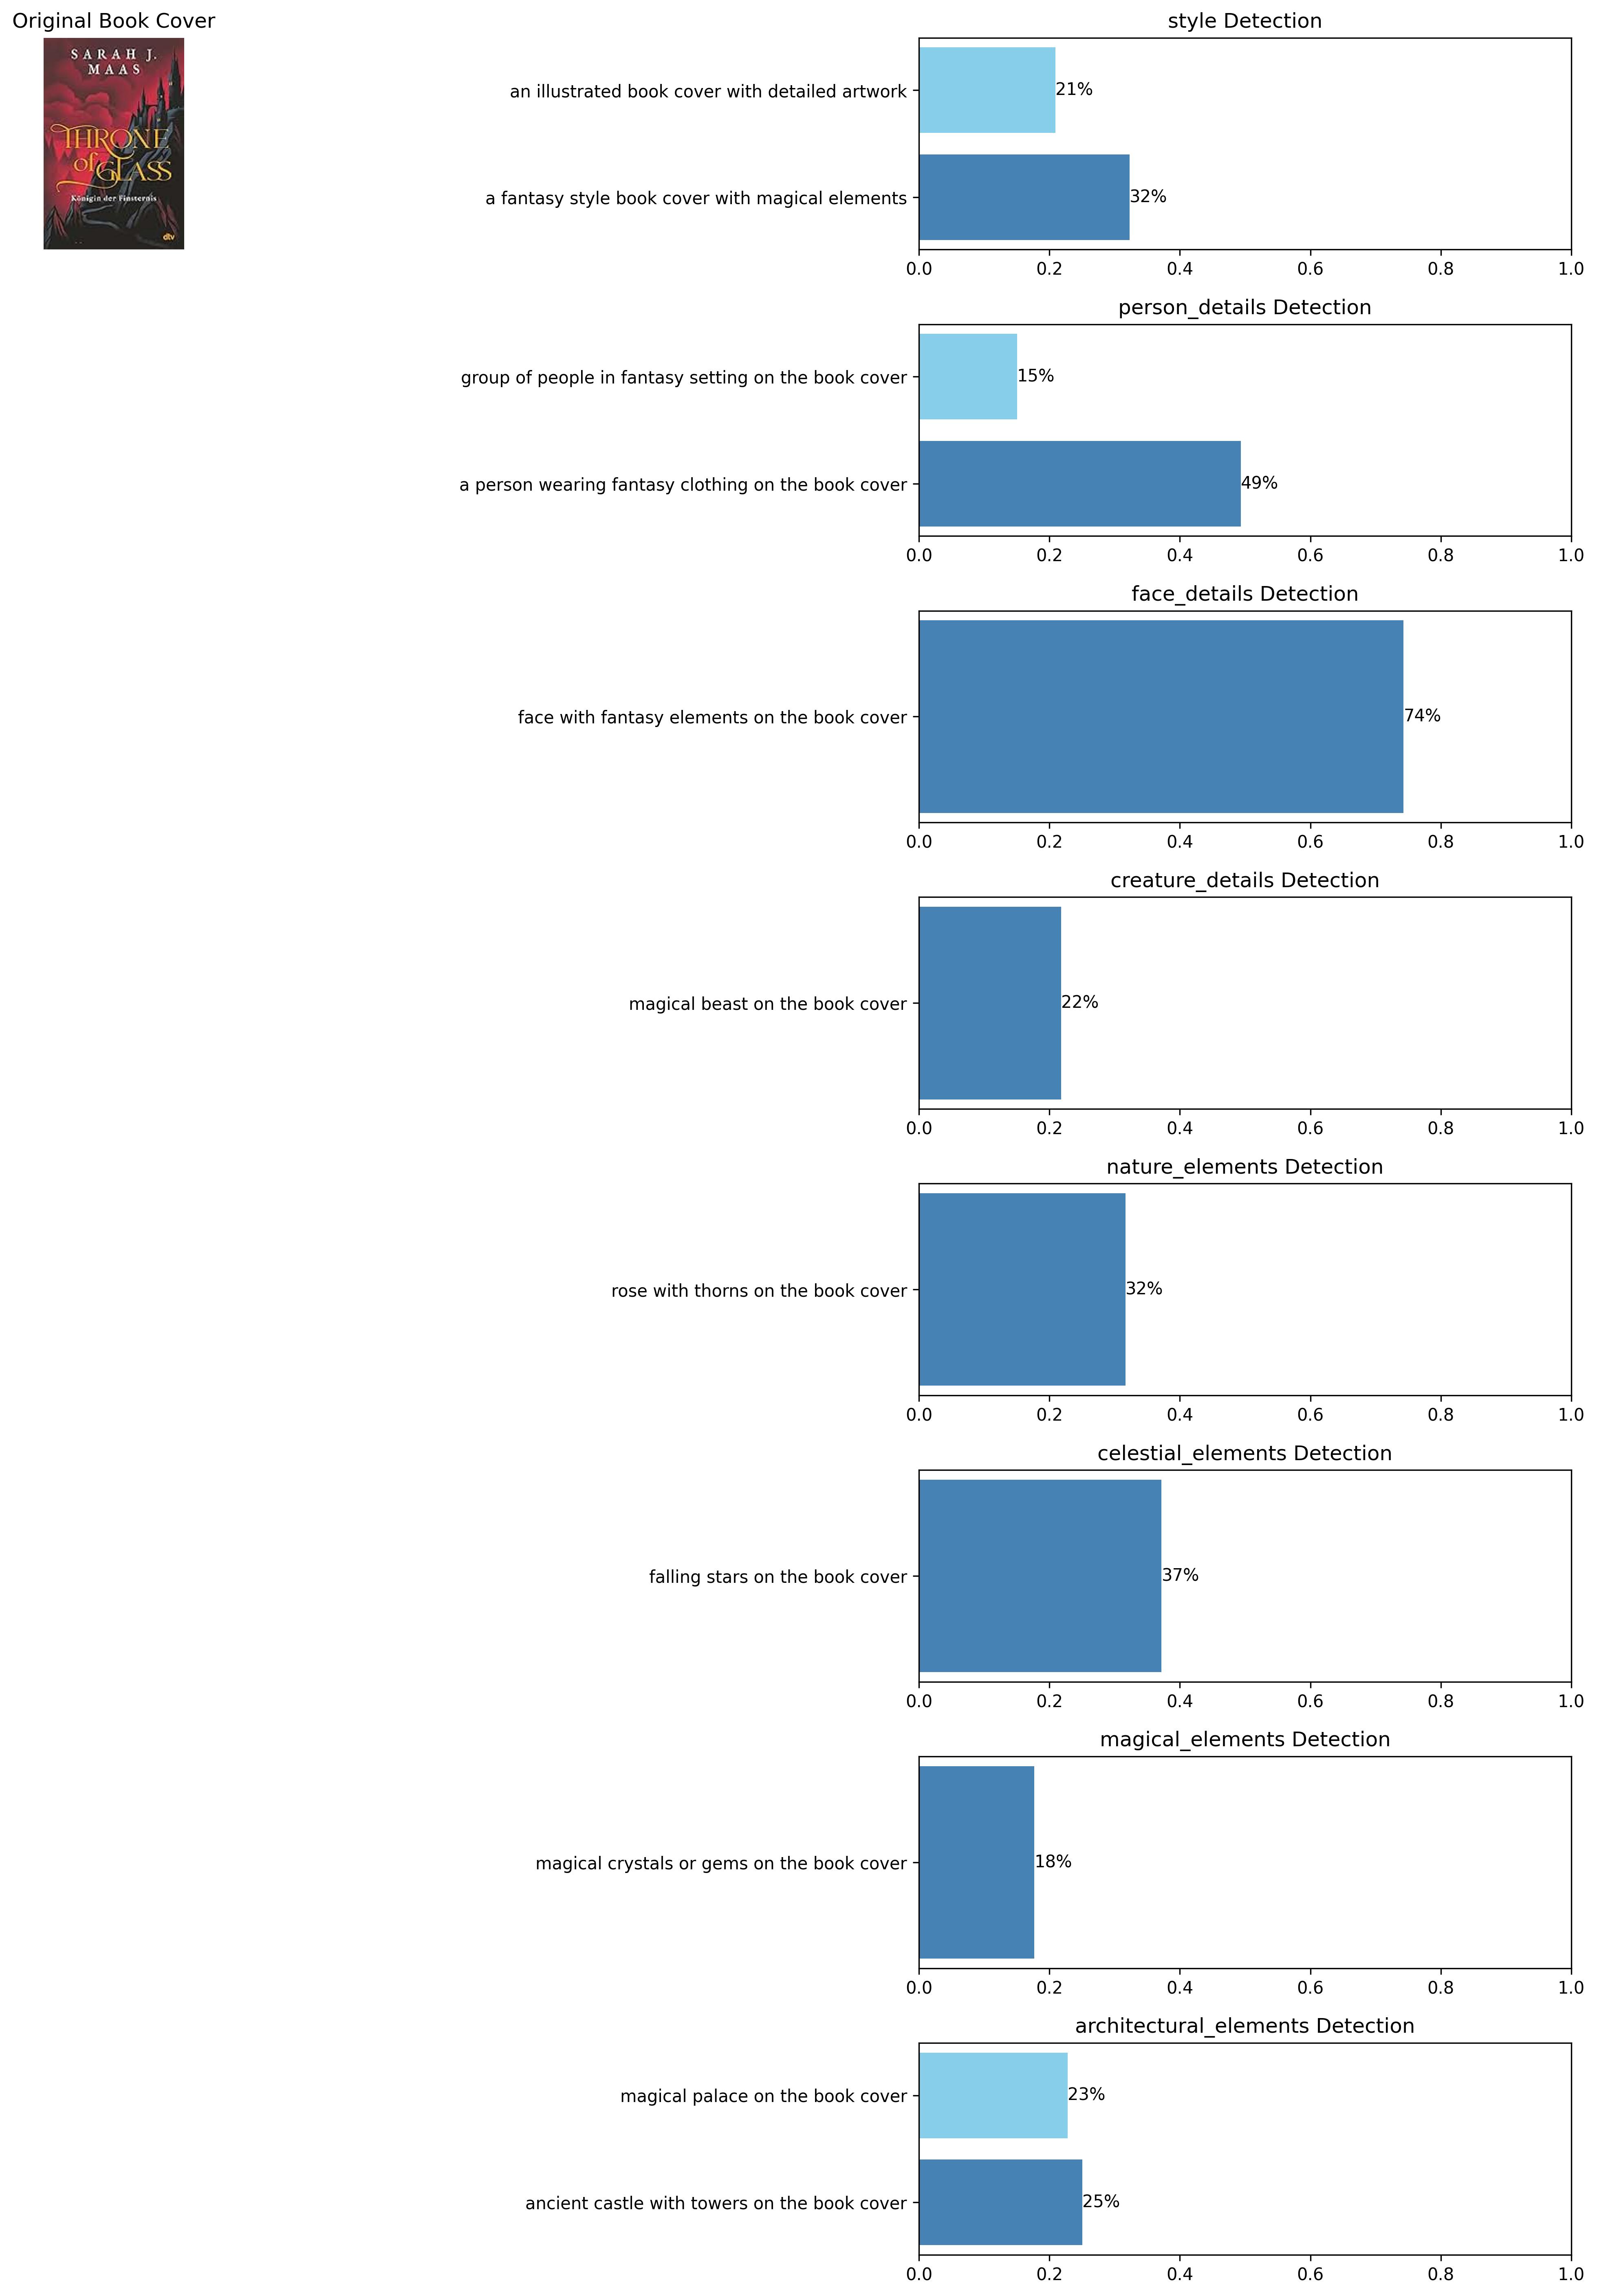 Original Book Cover
SARAH J.
MAAS
THRONE
of GLASS
Königin der Finsternis
dtv
style Detection
an illustrated book cover with detailed artwork
21%
a fantasy style book cover with magical elements
32%
0.0 0.2 0.4 0.6 0.8 1.0
person_details Detection
group of people in fantasy setting on the book cover
15%
a person wearing fantasy clothing on the book cover
49%
0.0 0.2 0.4 0.6 0.8 1.0
face_details Detection
face with fantasy elements on the book cover
74%
0.0 0.2 0.4 0.6 0.8 1.0
creature_details Detection
magical beast on the book cover
22%
0.0 0.2 0.4 0.6 0.8 1.0
nature_elements Detection
rose with thorns on the book cover
32%
0.0 0.2 0.4 0.6 0.8 1.0
celestial_elements Detection
falling stars on the book cover
37%
0.0 0.2 0.4 0.6 0.8 1.0
magical_elements Detection
magical crystals or gems on the book cover
18%
0.0 0.2 0.4 0.6 0.8 1.0
architectural_elements Detection
magical palace on the book cover
23%
ancient castle with towers on the book cover
25%
0.0 0.2 0.4 0.6 0.8 1.0